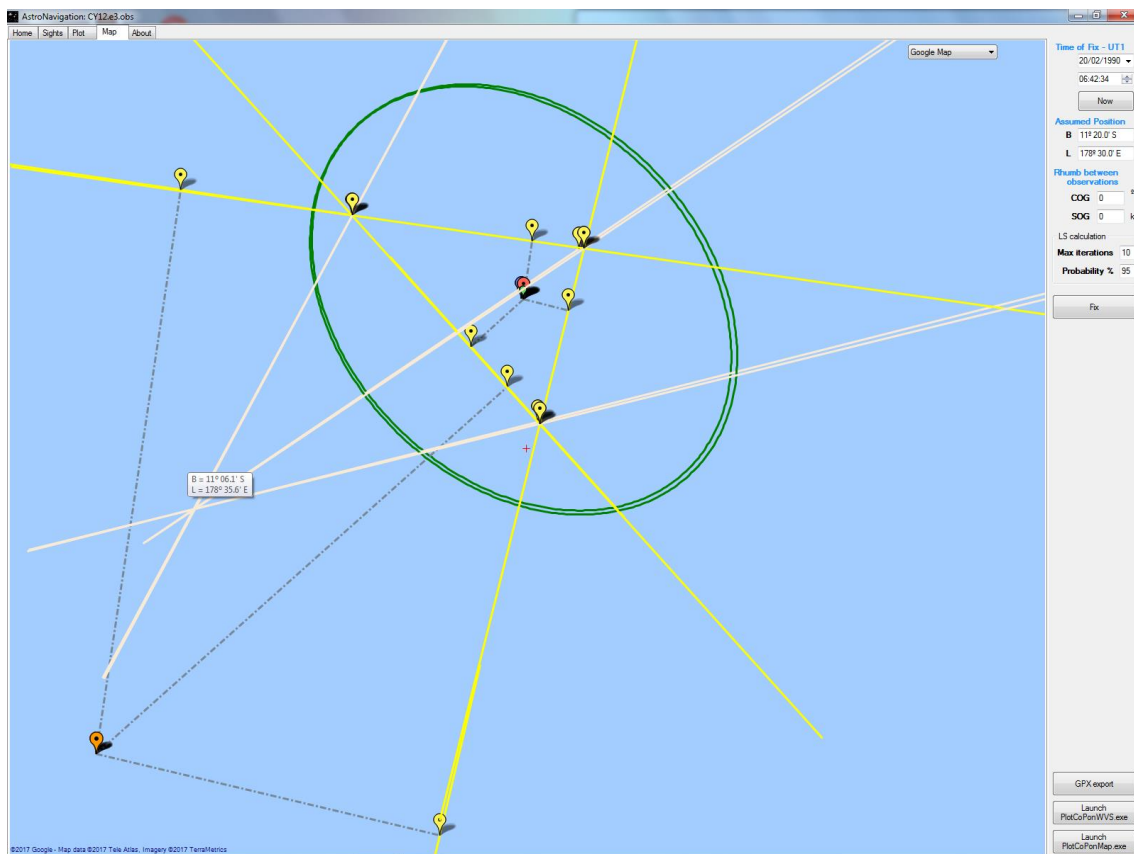 AstroNavigation: CY12.e3.obs
Home Sights Plot Map About
Google Map
Time of Fix - UT1
20/02/1990
06:42:34
Now
Assumed Position
B 11º 20.0' S
L 178º 30.0' E
Rhumb between
observations
COG 0 º
SOG 0 k
LS calculation
Max iterations 10
Probability % 95
Fix
B = 11º 06.1' S
L = 178º 35.6' E
GPX export
Launch
PlotCoPonWVS.exe
Launch
PlotCoPonMap.exe
©2017 Google - Map data ©2017 Tele Atlas, Imagery ©2017 TerraMetrics